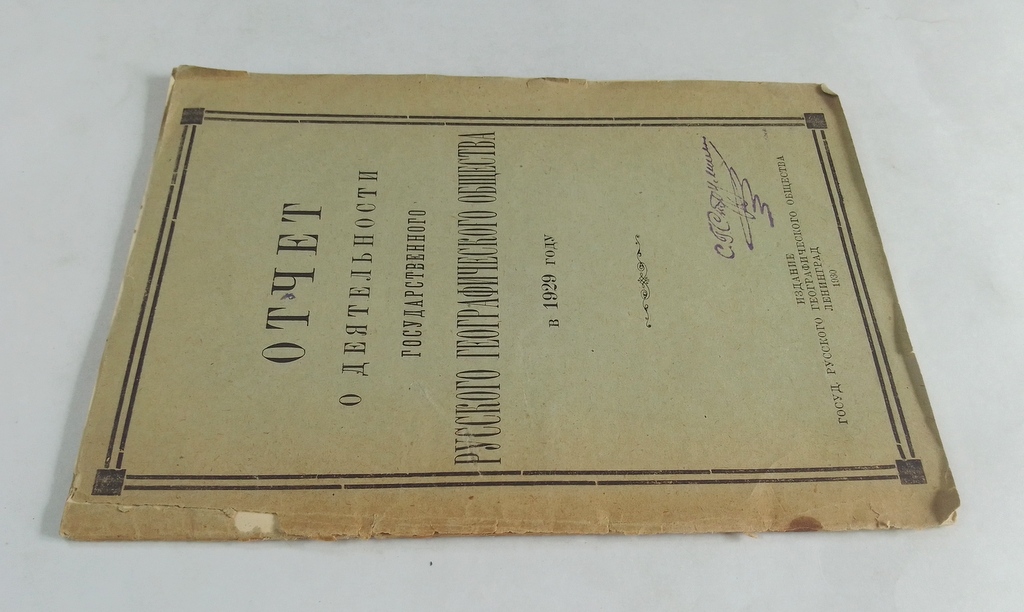 ОТЧЕТ
О ДЕЯТЕЛЬНОСТИ
ГОСУДАРСТВЕННОГО
РУССКОГО ГЕОГРАФИЧЕСКОГО ОБЩЕСТВА
в 1929 году
ИЗДАНИЕ
ГОСУД. РУССКОГО ГЕОГРАФИЧЕСКОГО ОБЩЕСТВА
ЛЕНИНГРАД
1930